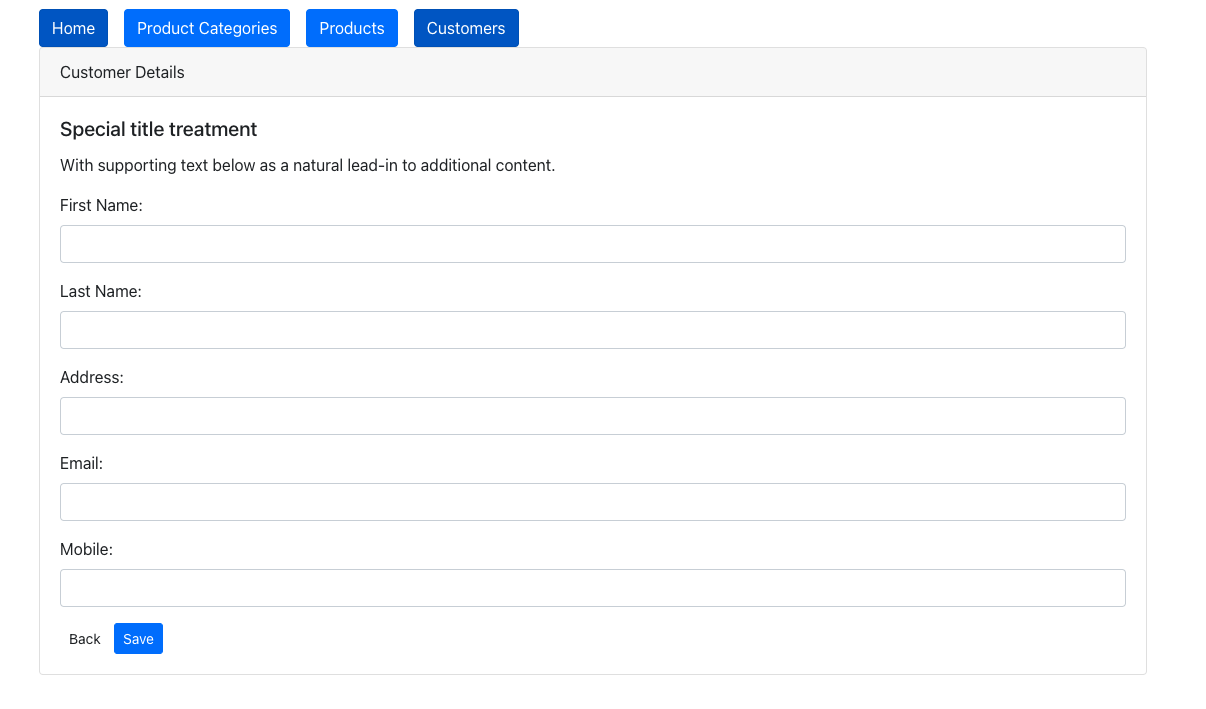 Home Product Categories Products Customers
Customer Details
Special title treatment
With supporting text below as a natural lead-in to additional content.
First Name:
Last Name:
Address:
Email:
Mobile:
Back Save